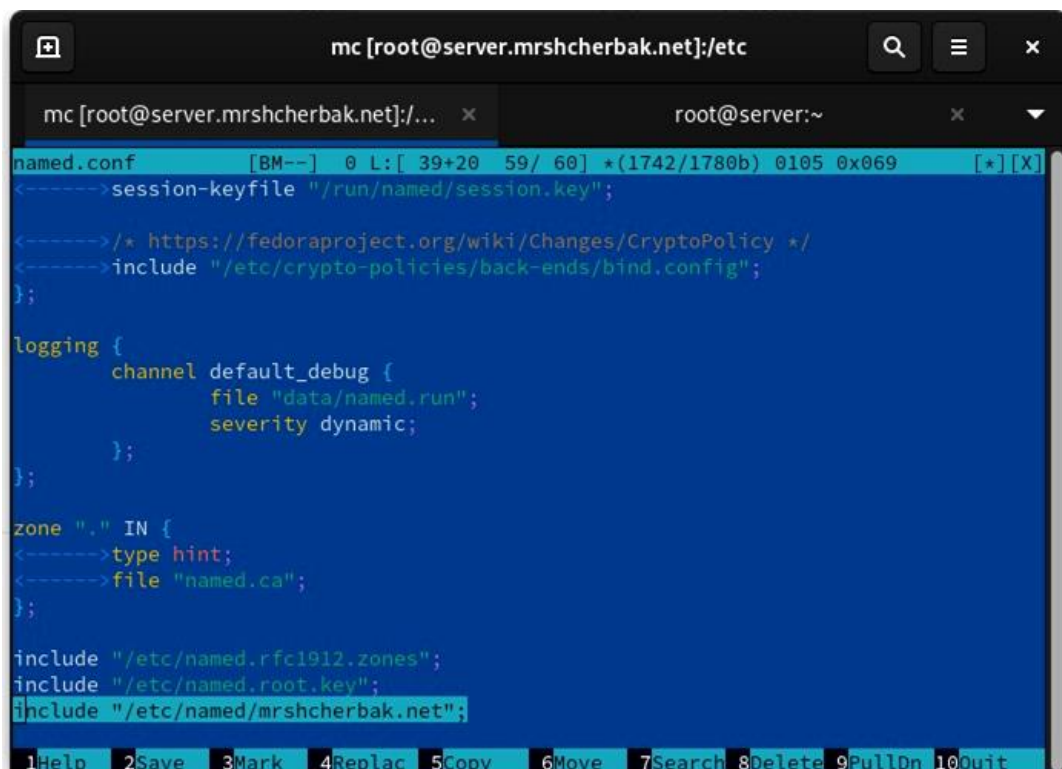 mc [root@server.mrshcherbak.net]:/etc
mc [root@server.mrshcherbak.net]:/... × root@server:~ ×
named.conf [BM--] 0 L:[ 39+20 59/ 60] *(1742/1780b) 0105 0x069 [*][X]
<------>session-keyfile "/run/named/session.key";
<------>/* https://fedoraproject.org/wiki/Changes/CryptoPolicy */
<------>include "/etc/crypto-policies/back-ends/bind.config";
};
logging {
channel default_debug {
file "data/named.run";
severity dynamic;
};
};
zone "." IN {
<------>type hint;
<------>file "named.ca";
};
include "/etc/named.rfc1912.zones";
include "/etc/named.root.key";
include "/etc/named/mrshcherbak.net";
1Help 2Save 3Mark 4Replac 5Copy 6Move 7Search 8Delete 9PullDn 10Quit